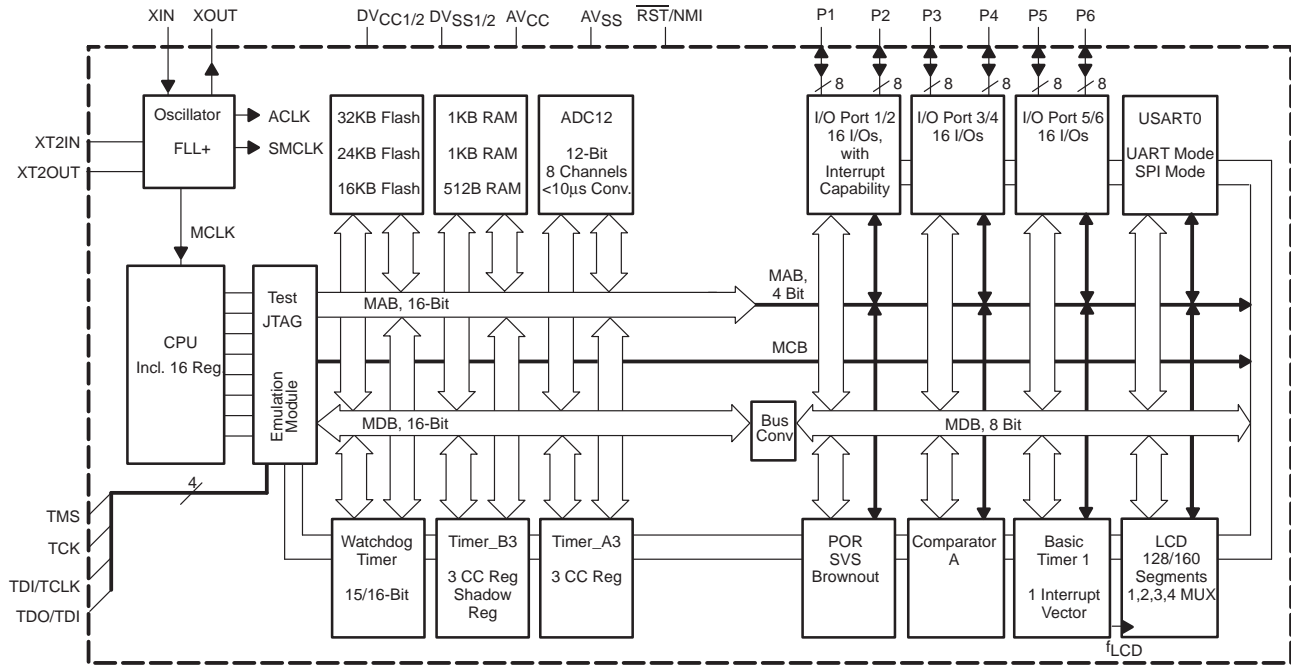 XIN
XOUT
DVCC1/2
DVSS1/2
AVCC
AVSS
RST/NMI
P1
P2
P3
P4
P5
P6
8
8
8
8
8
8
Oscillator
FLL+
ACLK
SMCLK
XT2IN
XT2OUT
MCLK
32KB Flash
24KB Flash
16KB Flash
1KB RAM
1KB RAM
512B RAM
ADC12
12-Bit
8 Channels
<10μs Conv.
I/O Port 1/2
16 I/Os,
with
Interrupt
Capability
I/O Port 3/4
16 I/Os
I/O Port 5/6
16 I/Os
USART0
UART Mode
SPI Mode
CPU
Incl. 16 Reg.
Test
JTAG
Emulation
Module
MAB, 16-Bit
MAB,
4 Bit
MCB
MDB, 16-Bit
Bus
Conv
MDB, 8 Bit
4
TMS
TCK
TDI/TCLK
TDO/TDI
Watchdog
Timer
15/16-Bit
Timer_B3
3 CC Reg
Shadow
Reg
Timer_A3
3 CC Reg
POR
SVS
Brownout
Comparator
A
Basic
Timer 1
1 Interrupt
Vector
LCD
128/160
Segments
1,2,3,4 MUX
fLCD